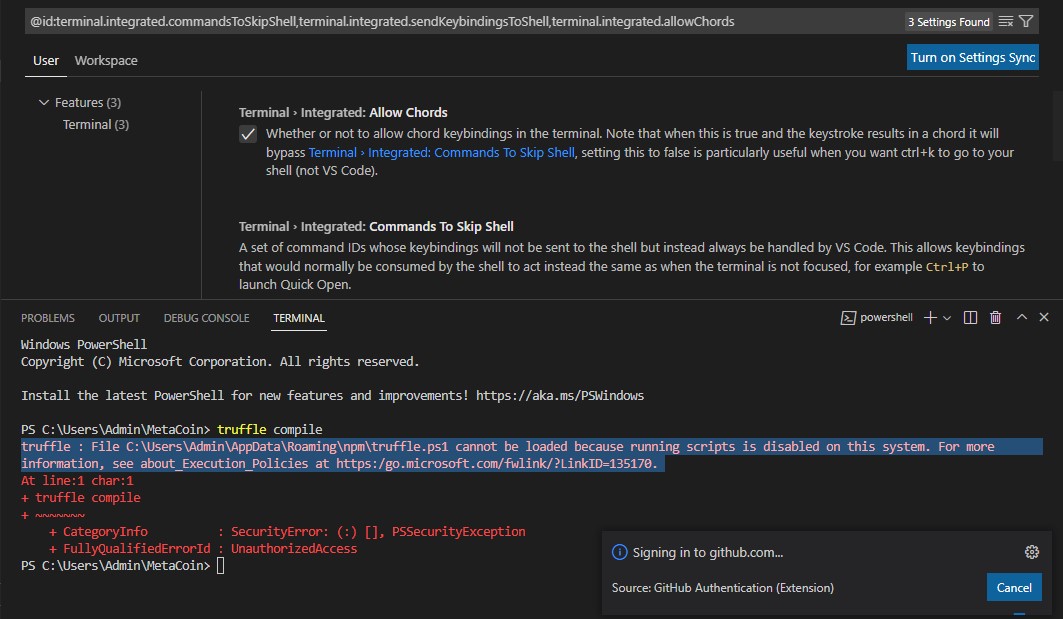 @id:terminal.integrated.commandsToSkipShell,terminal.integrated.sendKeybindingsToShell,terminal.integrated.allowChords
3 Settings Found
User
Workspace
Turn on Settings Sync
Features (3)
Terminal (3)
Terminal › Integrated: Allow Chords
Whether or not to allow chord keybindings in the terminal. Note that when this is true and the keystroke results in a chord it will
bypass Terminal › Integrated: Commands To Skip Shell, setting this to false is particularly useful when you want ctrl+k to go to your
shell (not VS Code).
Terminal › Integrated: Commands To Skip Shell
A set of command IDs whose keybindings will not be sent to the shell but instead always be handled by VS Code. This allows keybindings
that would normally be consumed by the shell to act instead the same as when the terminal is not focused, for example Ctrl+P to
launch Quick Open.
PROBLEMS
OUTPUT
DEBUG CONSOLE
TERMINAL
powershell
Windows PowerShell
Copyright (C) Microsoft Corporation. All rights reserved.
Install the latest PowerShell for new features and improvements! https://aka.ms/PSWindows
PS C:\Users\Admin\MetaCoin> truffle compile
truffle : File C:\Users\Admin\AppData\Roaming\npm\truffle.ps1 cannot be loaded because running scripts is disabled on this system. For more
information, see about_Execution_Policies at https:/go.microsoft.com/fwlink/?LinkID=135170.
At line:1 char:1
+ truffle compile
+ ~~~~~~~
+ CategoryInfo : SecurityError: (:) [], PSSecurityException
+ FullyQualifiedErrorId : UnauthorizedAccess
PS C:\Users\Admin\MetaCoin>
Signing in to github.com...
Source: GitHub Authentication (Extension)
Cancel